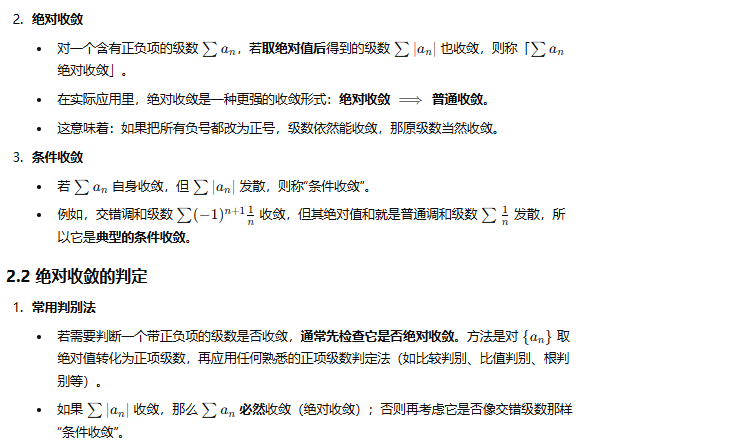 2. 绝对收敛
• 对一个含有正负项的级数 ∑ aₙ，若取绝对值后得到的级数 ∑ |aₙ| 也收敛，则称「∑ aₙ
绝对收敛」。
• 在实际应用里，绝对收敛是一种更强的收敛形式：绝对收敛 ⟹ 普通收敛。
• 这意味着：如果把所有负号都改为正号，级数依然能收敛，那原级数当然收敛。
3. 条件收敛
• 若 ∑ aₙ 自身收敛，但 ∑ |aₙ| 发散，则称“条件收敛”。
• 例如，交错调和级数 ∑(−1)ⁿ⁺¹ 1/n 收敛，但其绝对值和就是普通调和级数 ∑ 1/n 发散，所
以它是典型的条件收敛。
2.2 绝对收敛的判定
1. 常用判别法
• 若需要判断一个带正负项的级数是否收敛，通常先检查它是否绝对收敛。方法是对 {aₙ} 取
绝对值转化为正项级数，再应用任何熟悉的正项级数判定法（如比较判别、比值判别、根判
别等）。
• 如果 ∑ |aₙ| 收敛，那么 ∑ aₙ 必然收敛（绝对收敛）；否则再考虑它是否像交错级数那样
“条件收敛”。